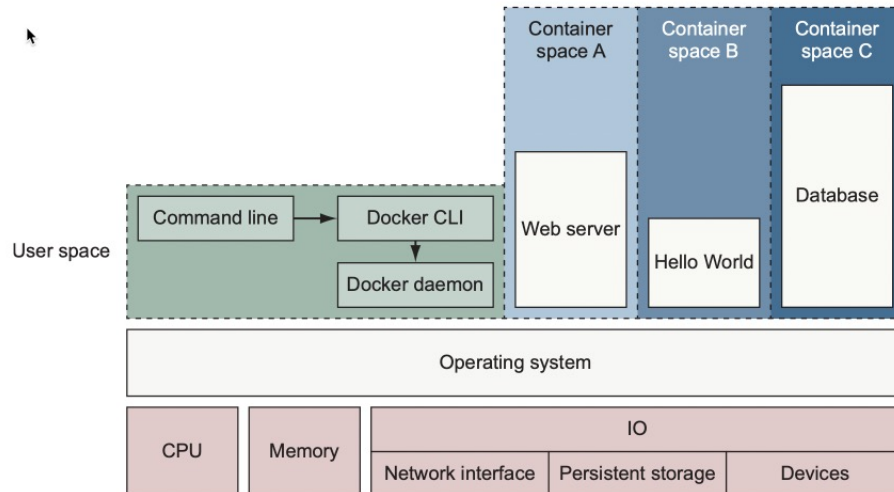 Container
space A
Container
space B
Container
space C
Web server
Hello World
Database
User space
Command line
Docker CLI
Docker daemon
Operating system
CPU
Memory
IO
Network interface
Persistent storage
Devices